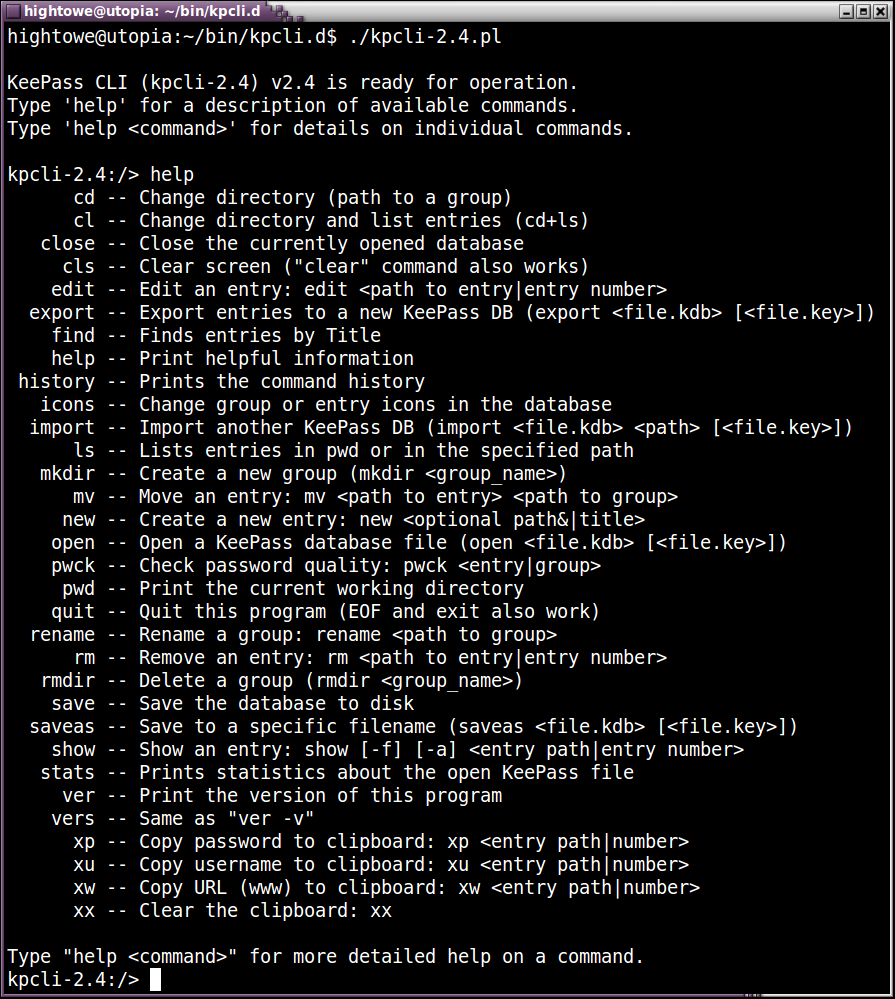 hightowe@utopia: ~/bin/kpcli.d
hightowe@utopia:~/bin/kpcli.d$ ./kpcli-2.4.pl
KeePass CLI (kpcli-2.4) v2.4 is ready for operation.
Type 'help' for a description of available commands.
Type 'help <command>' for details on individual commands.
kpcli-2.4:/> help
cd -- Change directory (path to a group)
cl -- Change directory and list entries (cd+ls)
close -- Close the currently opened database
cls -- Clear screen ("clear" command also works)
edit -- Edit an entry: edit <path to entry|entry number>
export -- Export entries to a new KeePass DB (export <file.kdb> [<file.key>])
find -- Finds entries by Title
help -- Print helpful information
history -- Prints the command history
icons -- Change group or entry icons in the database
import -- Import another KeePass DB (import <file.kdb> <path> [<file.key>])
ls -- Lists entries in pwd or in the specified path
mkdir -- Create a new group (mkdir <group_name>)
mv -- Move an entry: mv <path to entry> <path to group>
new -- Create a new entry: new <optional path&|title>
open -- Open a KeePass database file (open <file.kdb> [<file.key>])
pwck -- Check password quality: pwck <entry|group>
pwd -- Print the current working directory
quit -- Quit this program (EOF and exit also work)
rename -- Rename a group: rename <path to group>
rm -- Remove an entry: rm <path to entry|entry number>
rmdir -- Delete a group (rmdir <group_name>)
save -- Save the database to disk
saveas -- Save to a specific filename (saveas <file.kdb> [<file.key>])
show -- Show an entry: show [-f] [-a] <entry path|entry number>
stats -- Prints statistics about the open KeePass file
ver -- Print the version of this program
vers -- Same as "ver -v"
xp -- Copy password to clipboard: xp <entry path|number>
xu -- Copy username to clipboard: xu <entry path|number>
xw -- Copy URL (www) to clipboard: xw <entry path|number>
xx -- Clear the clipboard: xx
Type "help <command>" for more detailed help on a command.
kpcli-2.4:/>